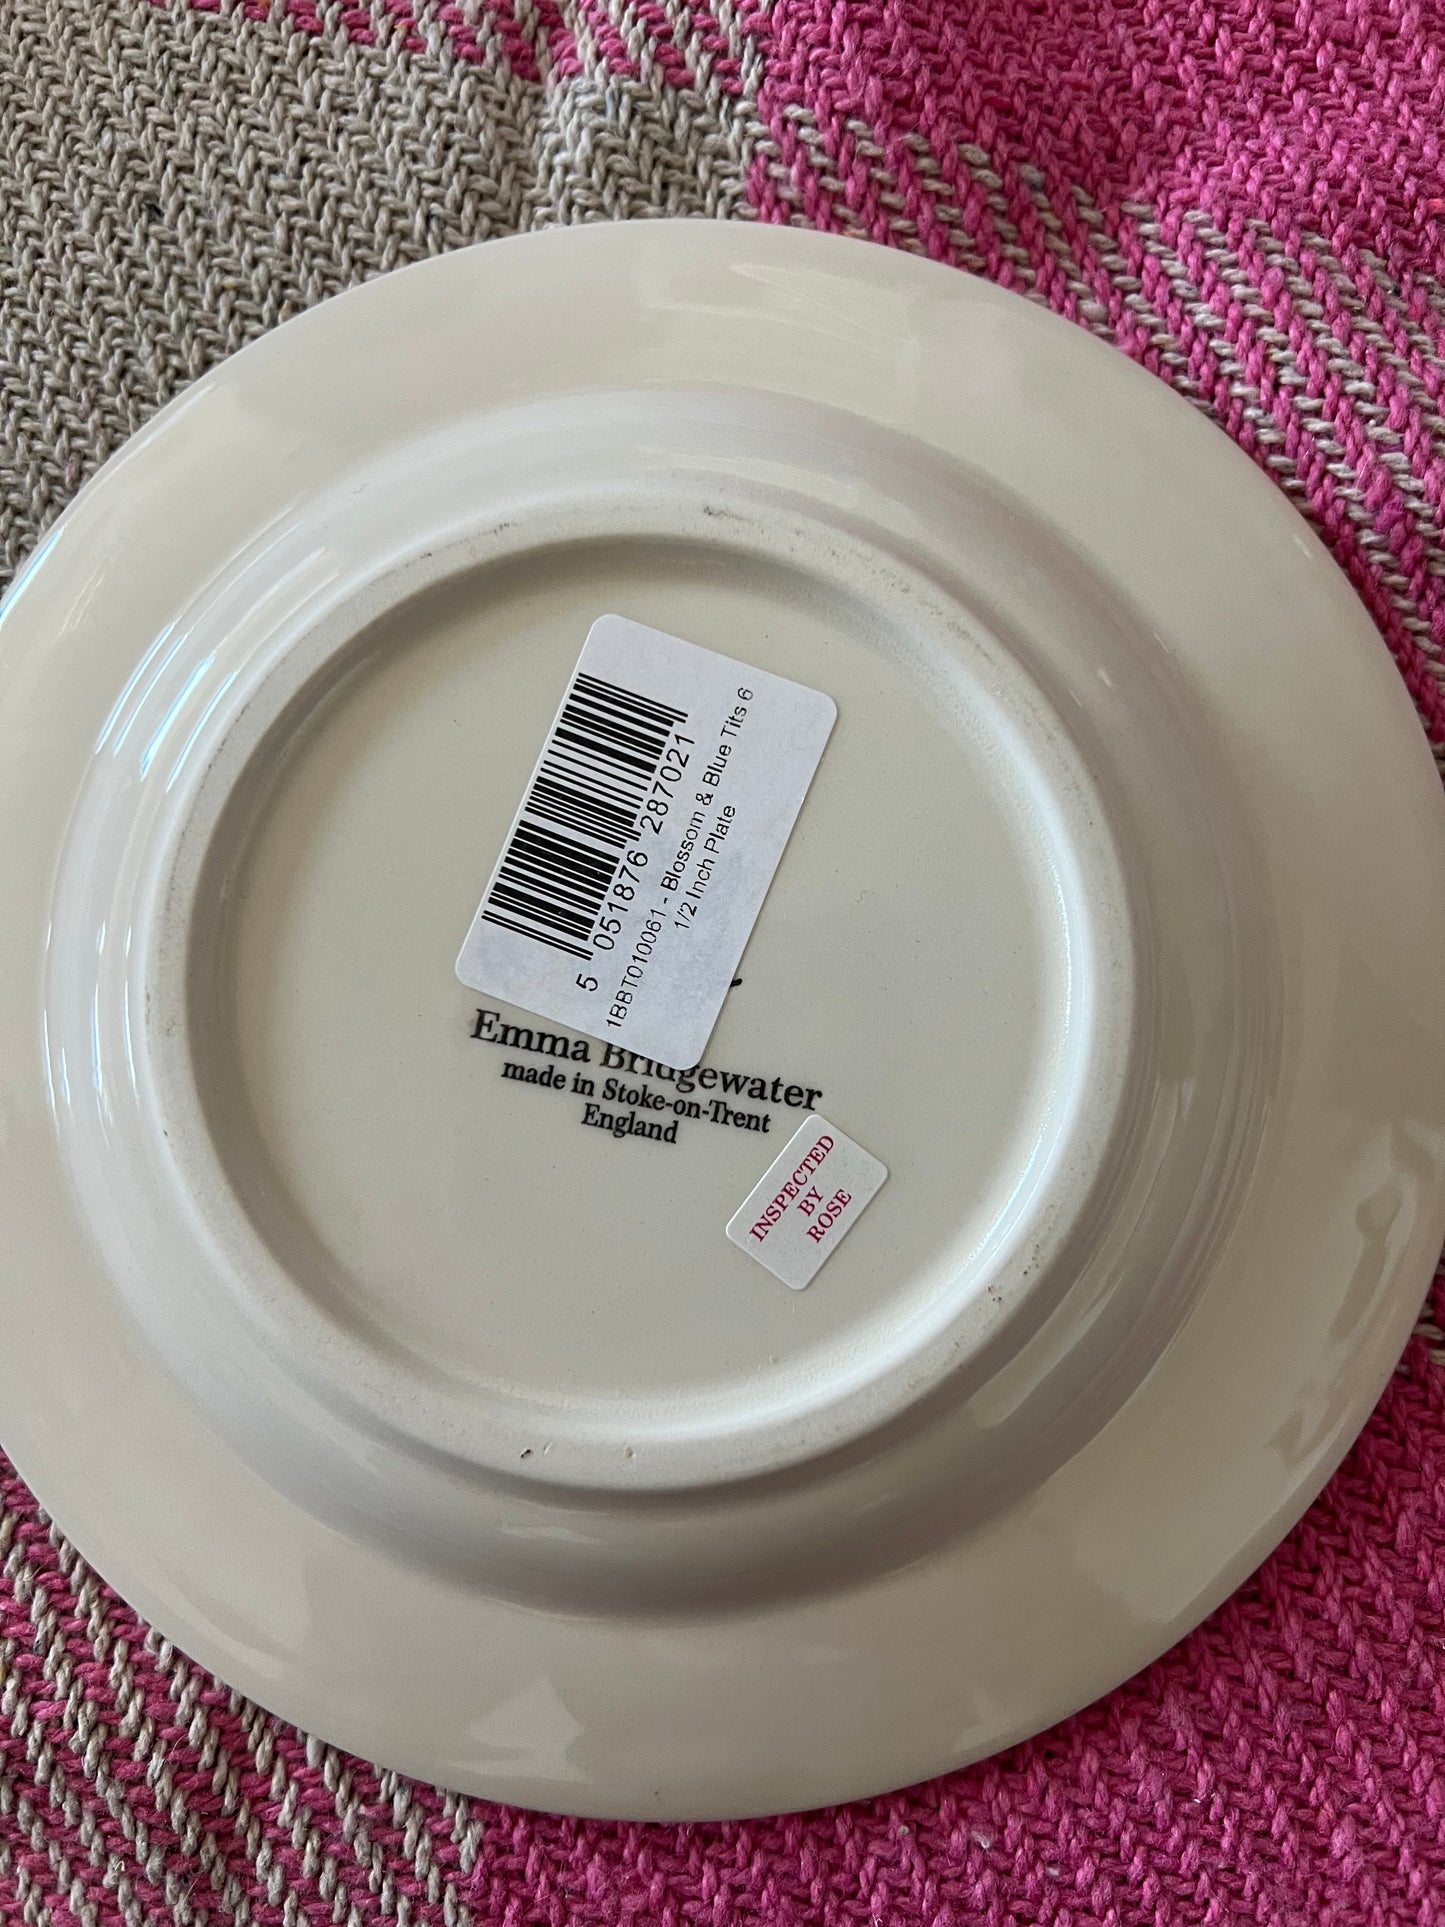 5 051876 287021
1BBT010061 - Blossom & Blue Tits 6
1/2 Inch Plate
Emma Bridgewater
made in Stoke-on-Trent
England
INSPECTED
BY
ROSE